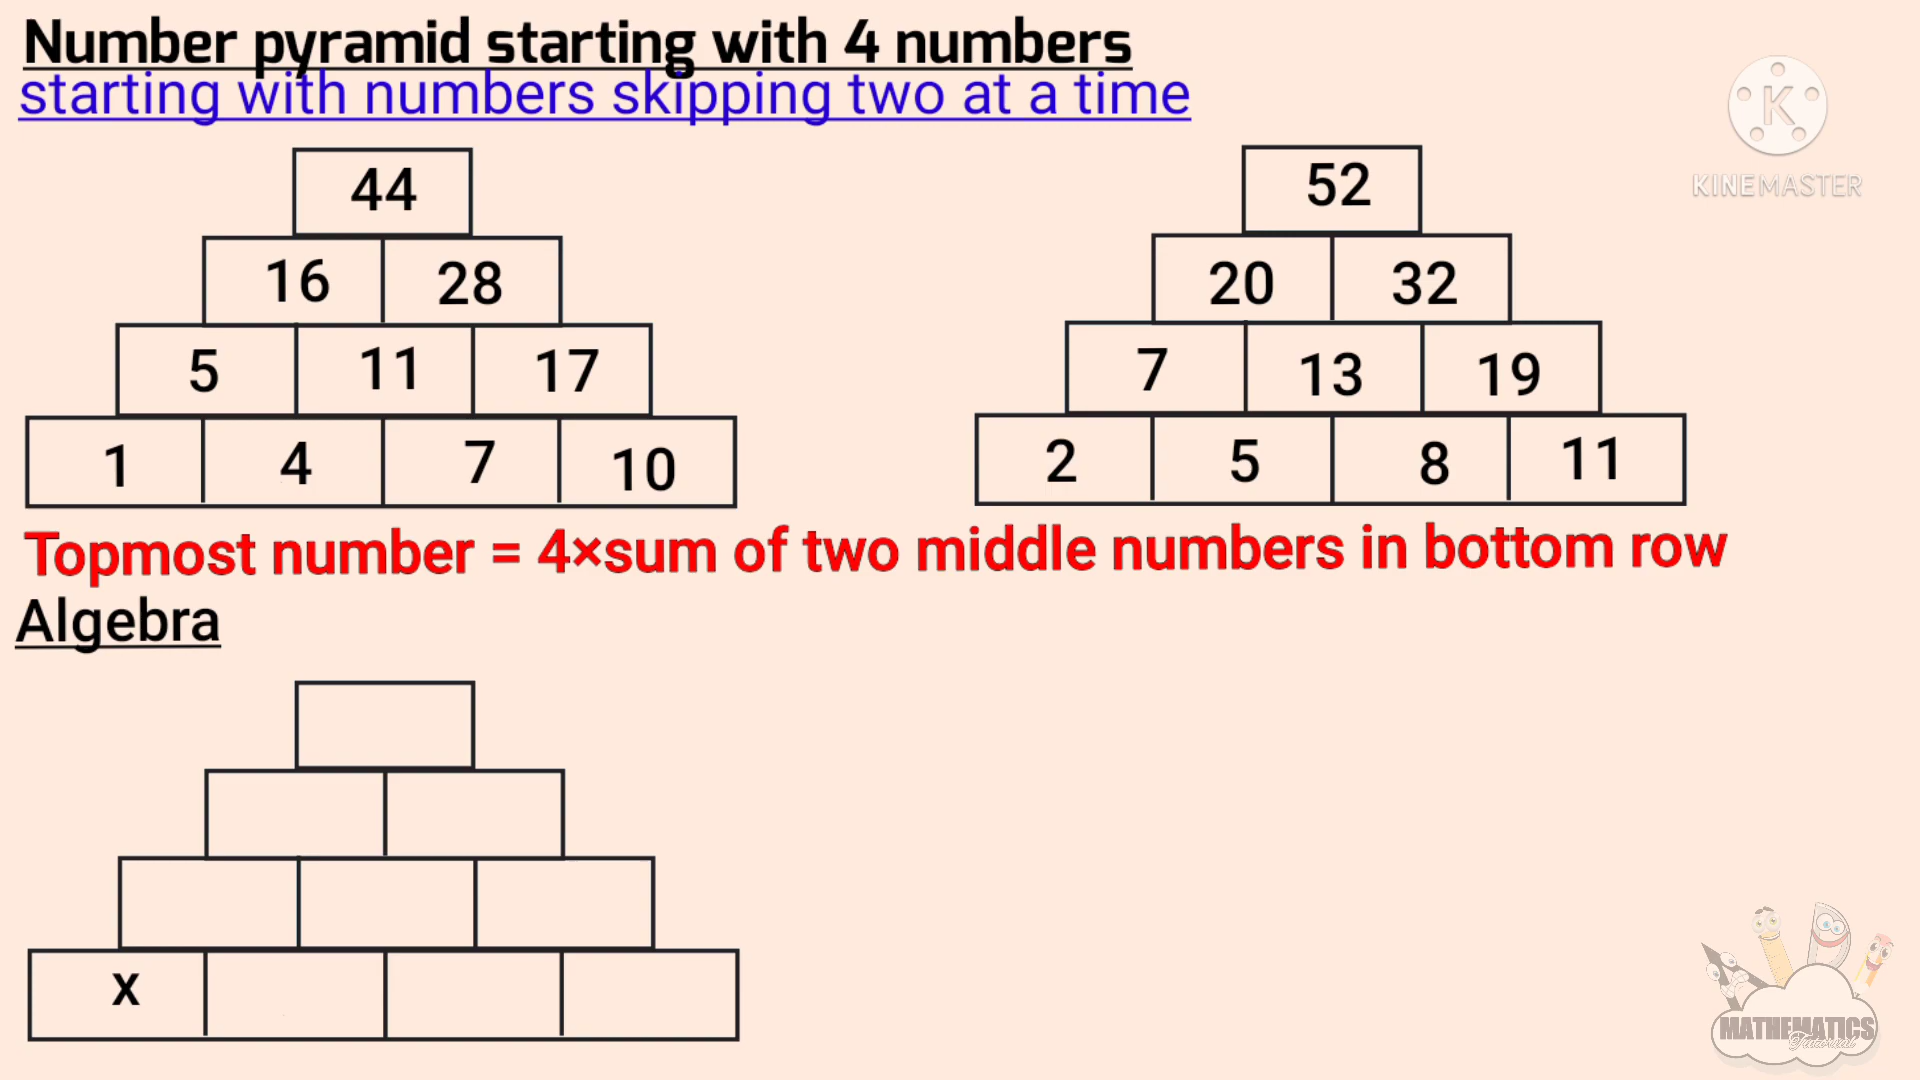 Number pyramid starting with 4 numbers
starting with numbers skipping two at a time
K
KINEMASTER
44
16 28
5 11 17
1 4 7 10
52
20 32
7 13 19
2 5 8 11
Topmost number = 4×sum of two middle numbers in bottom row
Algebra
x
MATHEMATICS
Tutorial